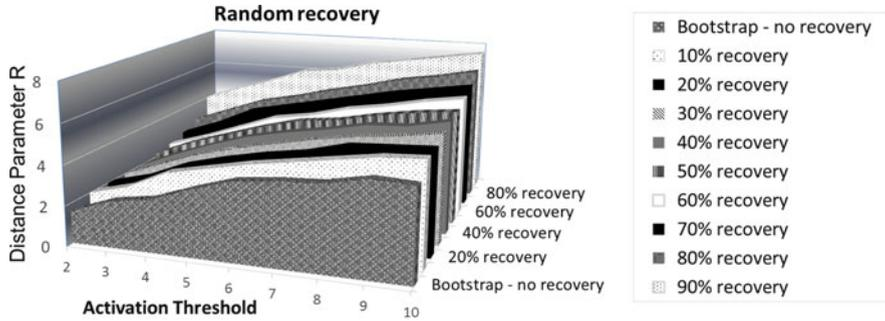 Random recovery
Distance Parameter R
8
6
4
2
0
2
3
4
5
6
7
8
9
10
Activation Threshold
80% recovery
60% recovery
40% recovery
20% recovery
Bootstrap - no recovery
Bootstrap - no recovery
10% recovery
20% recovery
30% recovery
40% recovery
50% recovery
60% recovery
70% recovery
80% recovery
90% recovery